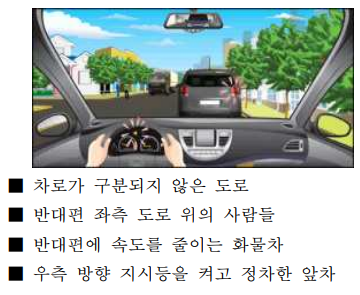 ■ 차로가 구분되지 않은 도로
■ 반대편 좌측 도로 위의 사람들
■ 반대편에 속도를 줄이는 화물차
■ 우측 방향 지시등을 켜고 정차한 앞차